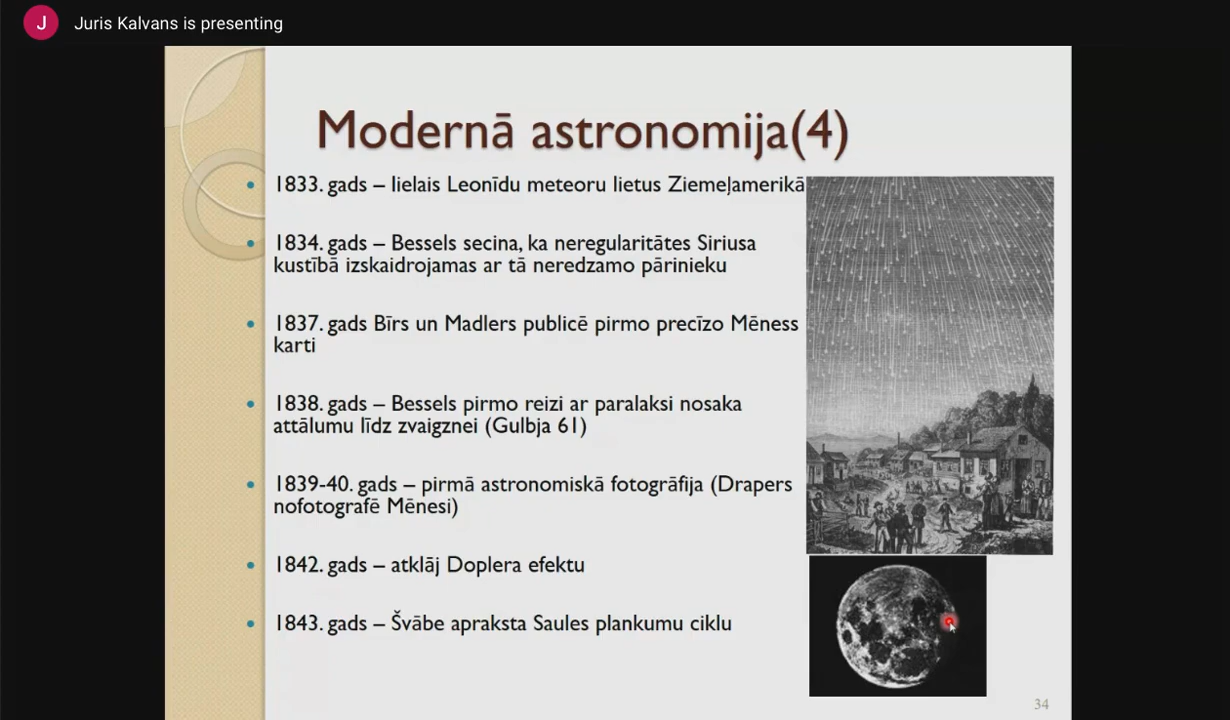 J
Juris Kalvans is presenting
Modernā astronomija(4)
• 1833. gads – lielais Leonīdu meteoru lietus Ziemeļamerikā
• 1834. gads – Bessels secina, ka neregularitātes Siriusa
kustībā izskaidrojamas ar tā neredzamo pārinieku
• 1837. gads Bīrs un Madlers publicē pirmo precīzo Mēness
karti
• 1838. gads – Bessels pirmo reizi ar paralaksi nosaka
attālumu līdz zvaigznei (Gulbja 61)
• 1839-40. gads – pirmā astronomiskā fotogrāfija (Drapers
nofotografē Mēnesi)
• 1842. gads – atklāj Doplera efektu
• 1843. gads – Švābe apraksta Saules plankumu ciklu
34